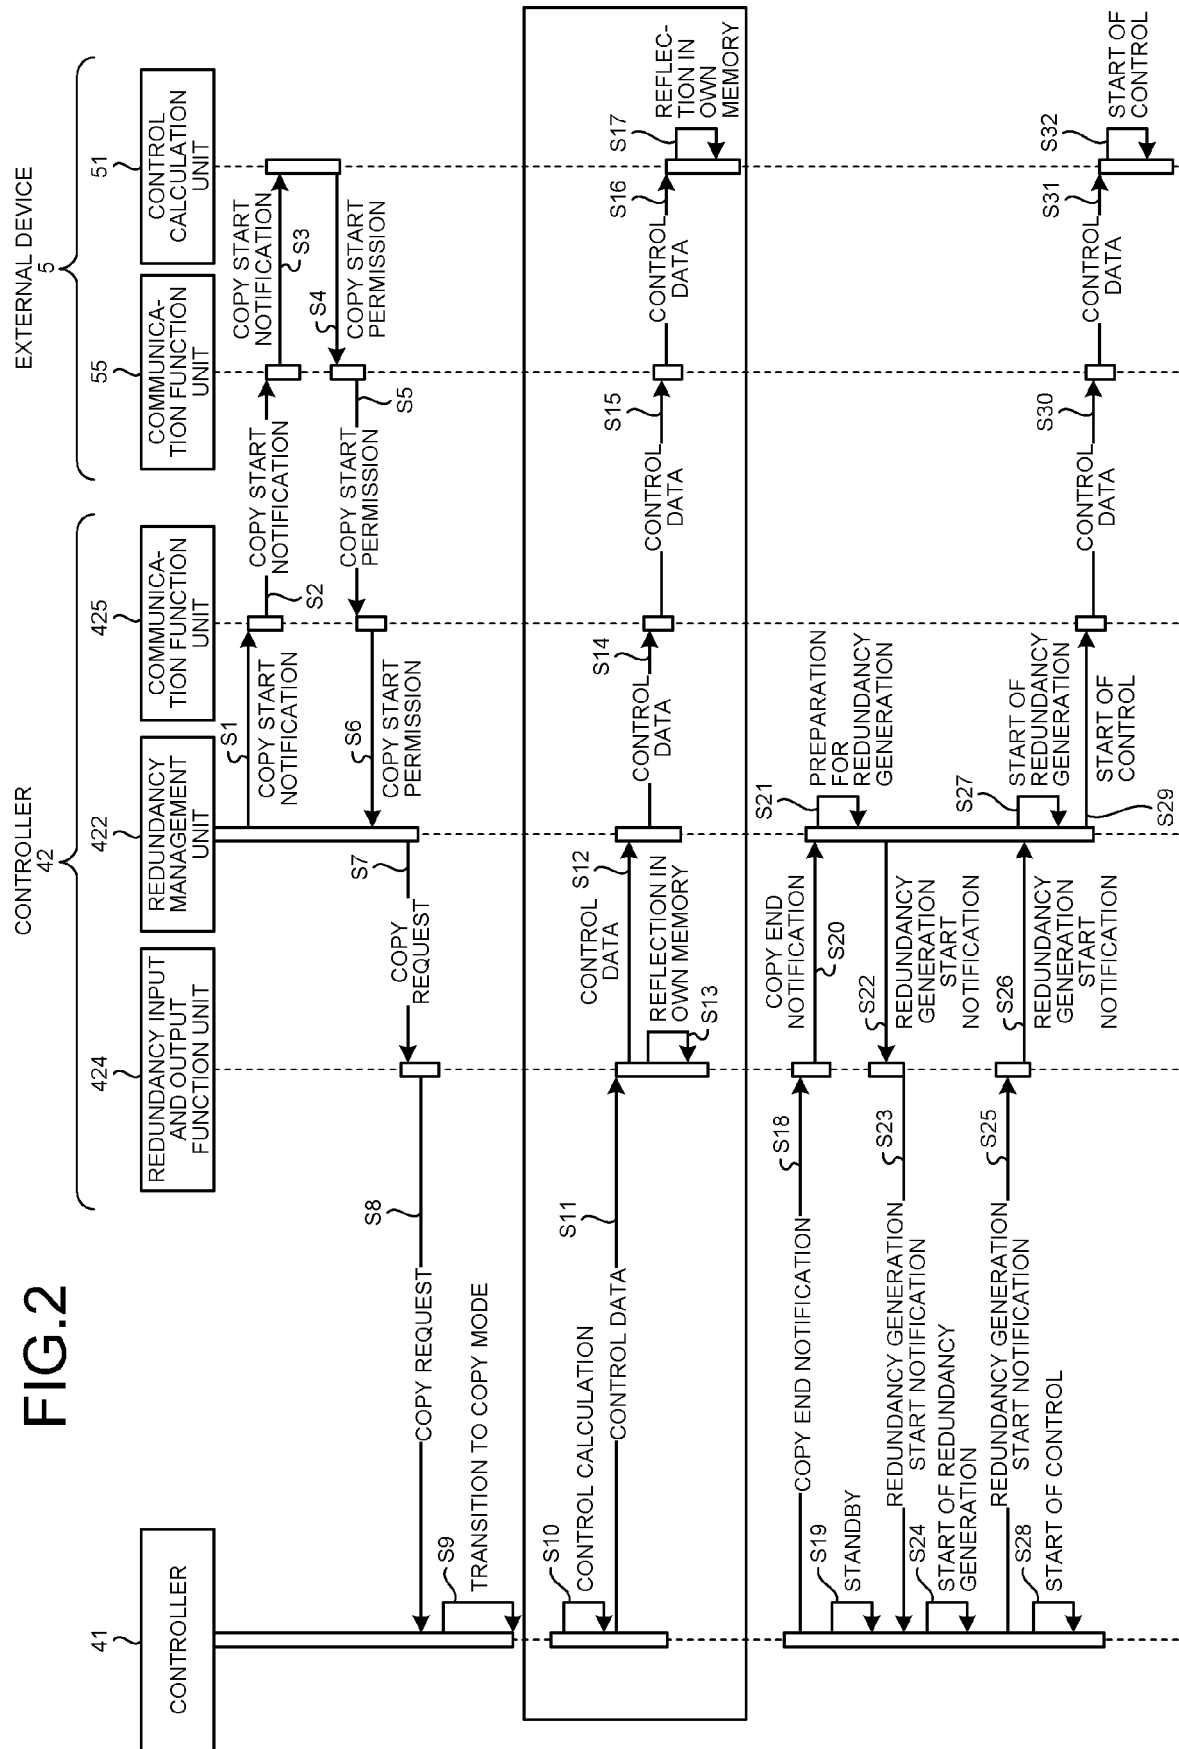 FIG.2
CONTROLLER
42
EXTERNAL DEVICE
5
41
CONTROLLER
424
REDUNDANCY INPUT
AND OUTPUT
FUNCTION UNIT
422
REDUNDANCY
MANAGEMENT
UNIT
425
COMMUNICA-
TION FUNCTION
UNIT
55
COMMUNICA-
TION FUNCTION
UNIT
51
CONTROL
CALCULATION
UNIT
S1
COPY START
NOTIFICATION
S2
COPY START
NOTIFICATION
S3
COPY START
NOTIFICATION
S4
COPY START
PERMISSION
S5
COPY START
PERMISSION
S6
COPY START
PERMISSION
S7
COPY
REQUEST
S8
COPY REQUEST
S9
TRANSITION TO COPY MODE
S10
CONTROL CALCULATION
S11
CONTROL DATA
S12
CONTROL
DATA
S13
REFLECTION IN
OWN MEMORY
S14
CONTROL
DATA
S15
CONTROL
DATA
S16
CONTROL
DATA
S17
REFLEC-
TION IN
OWN
MEMORY
S18
COPY END NOTIFICATION
S19
STANDBY
S20
COPY END
NOTIFICATION
S21
PREPARATION
FOR
REDUNDANCY
GENERATION
S22
REDUNDANCY
GENERATION
START
NOTIFICATION
S23
REDUNDANCY GENERATION
START NOTIFICATION
S24
START OF REDUNDANCY
GENERATION
S25
REDUNDANCY GENERATION
START NOTIFICATION
S26
REDUNDANCY
GENERATION
START
NOTIFICATION
S27
START OF
REDUNDANCY
GENERATION
S28
START OF CONTROL
S29
START OF
CONTROL
S30
CONTROL
DATA
S31
CONTROL
DATA
S32
START OF
CONTROL